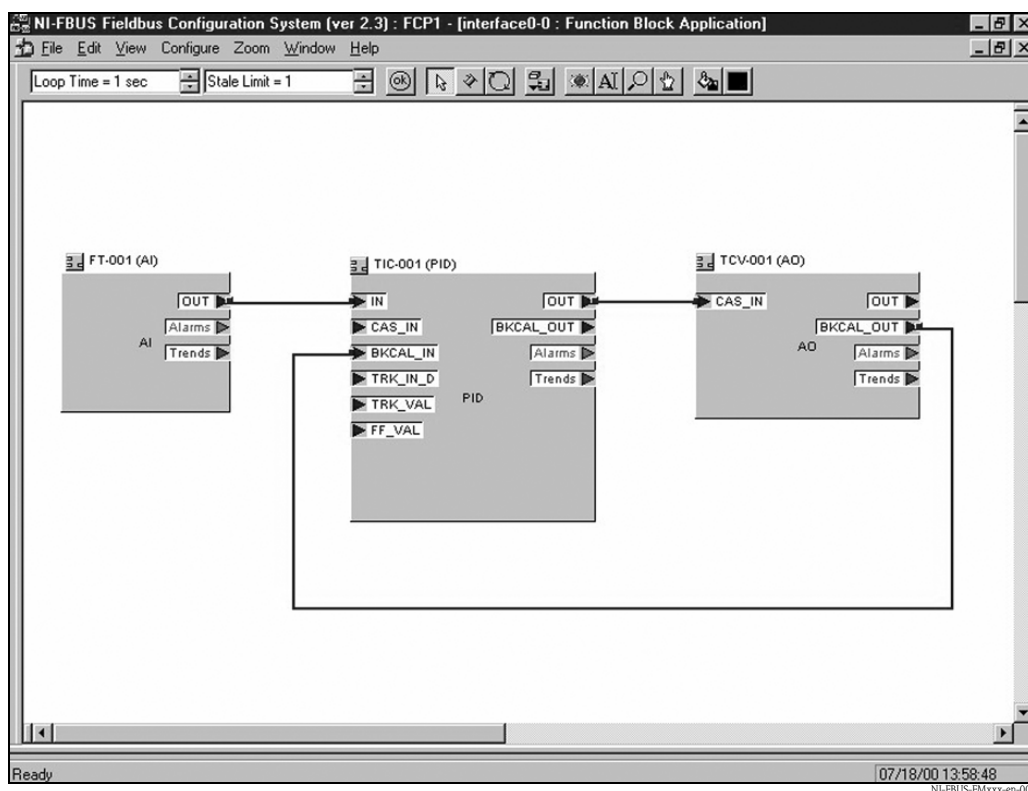 NI-FBUS Fieldbus Configuration System (ver 2.3) : FCP1 - [interface0-0 : Function Block Application]
File Edit View Configure Zoom Window Help
Loop Time = 1 sec Stale Limit = 1 ok AI
FT-001 (AI)
OUT
Alarms
AI
Trends
TIC-001 (PID)
IN OUT
CAS_IN BKCAL_OUT
BKCAL_IN Alarms
TRK_IN_D Trends
PID
TRK_VAL
FF_VAL
TCV-001 (AO)
CAS_IN OUT
BKCAL_OUT
AO Alarms
Trends
Ready 07/18/00 13:58:48